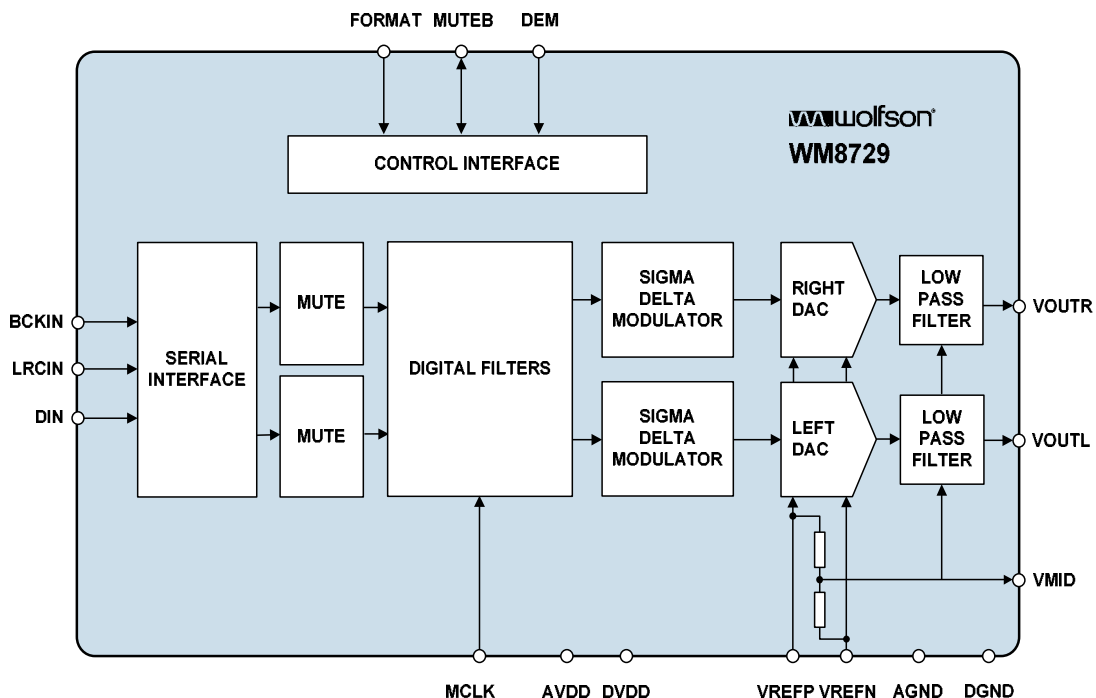 FORMAT MUTEB DEM
wolfson®
WM8729
CONTROL INTERFACE
BCKIN
LRCIN
DIN
SERIAL
INTERFACE
MUTE
MUTE
DIGITAL FILTERS
SIGMA
DELTA
MODULATOR
SIGMA
DELTA
MODULATOR
RIGHT
DAC
LEFT
DAC
LOW
PASS
FILTER
LOW
PASS
FILTER
VOUTR
VOUTL
VMID
MCLK AVDD DVDD VREFP VREFN AGND DGND